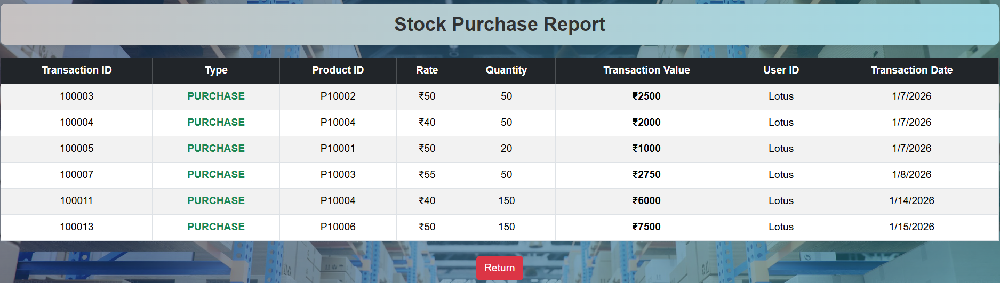 Stock Purchase Report
Transaction ID Type Product ID Rate Quantity Transaction Value User ID Transaction Date
100003 PURCHASE P10002 ₹50 50 ₹2500 Lotus 1/7/2026
100004 PURCHASE P10004 ₹40 50 ₹2000 Lotus 1/7/2026
100005 PURCHASE P10001 ₹50 20 ₹1000 Lotus 1/7/2026
100007 PURCHASE P10003 ₹55 50 ₹2750 Lotus 1/8/2026
100011 PURCHASE P10004 ₹40 150 ₹6000 Lotus 1/14/2026
100013 PURCHASE P10006 ₹50 150 ₹7500 Lotus 1/15/2026
Return